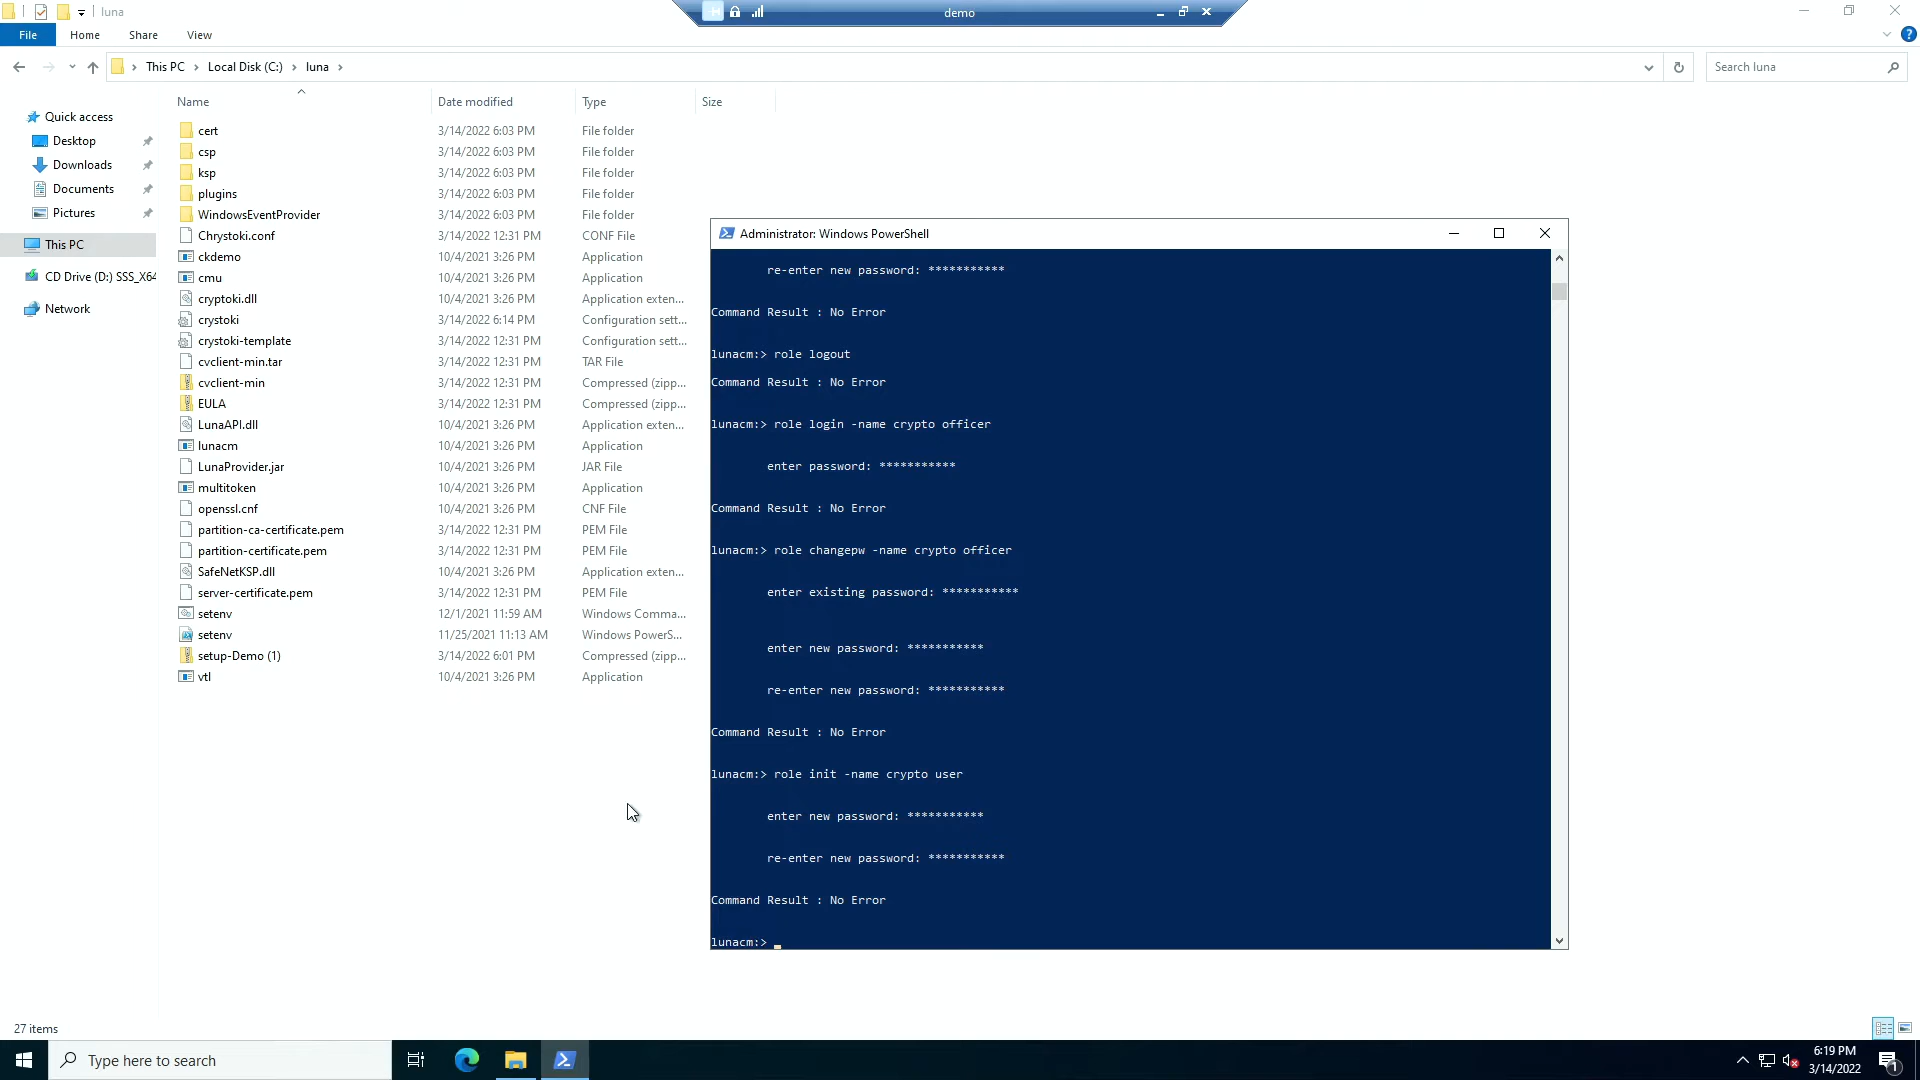 luna
demo
File
Home
Share
View
This PC
Local Disk (C:)
luna
Search luna
Name
Date modified
Type
Size
Quick access
Desktop
Downloads
Documents
Pictures
This PC
CD Drive (D:) SSS_X64
Network
cert 3/14/2022 6:03 PM File folder
csp 3/14/2022 6:03 PM File folder
ksp 3/14/2022 6:03 PM File folder
plugins 3/14/2022 6:03 PM File folder
WindowsEventProvider 3/14/2022 6:03 PM File folder
Chrystoki.conf 3/14/2022 12:31 PM CONF File
ckdemo 10/4/2021 3:26 PM Application
cmu 10/4/2021 3:26 PM Application
cryptoki.dll 10/4/2021 3:26 PM Application exten...
crystoki 3/14/2022 6:14 PM Configuration sett...
crystoki-template 3/14/2022 12:31 PM Configuration sett...
cvclient-min.tar 3/14/2022 12:31 PM TAR File
cvclient-min 3/14/2022 12:31 PM Compressed (zipp...
EULA 3/14/2022 12:31 PM Compressed (zipp...
LunaAPI.dll 10/4/2021 3:26 PM Application exten...
lunacm 10/4/2021 3:26 PM Application
LunaProvider.jar 10/4/2021 3:26 PM JAR File
multitoken 10/4/2021 3:26 PM Application
openssl.cnf 10/4/2021 3:26 PM CNF File
partition-ca-certificate.pem 3/14/2022 12:31 PM PEM File
partition-certificate.pem 3/14/2022 12:31 PM PEM File
SafeNetKSP.dll 10/4/2021 3:26 PM Application exten...
server-certificate.pem 3/14/2022 12:31 PM PEM File
setenv 12/1/2021 11:59 AM Windows Comma...
setenv 11/25/2021 11:13 AM Windows PowerS...
setup-Demo (1) 3/14/2022 6:01 PM Compressed (zipp...
vtl 10/4/2021 3:26 PM Application
Administrator: Windows PowerShell
re-enter new password: ***********
Command Result : No Error
lunacm:> role logout
Command Result : No Error
lunacm:> role login -name crypto officer
enter password: ***********
Command Result : No Error
lunacm:> role changepw -name crypto officer
enter existing password: ***********
enter new password: ***********
re-enter new password: ***********
Command Result : No Error
lunacm:> role init -name crypto user
enter new password: ***********
re-enter new password: ***********
Command Result : No Error
lunacm:>
27 items
Type here to search
6:19 PM
3/14/2022
1